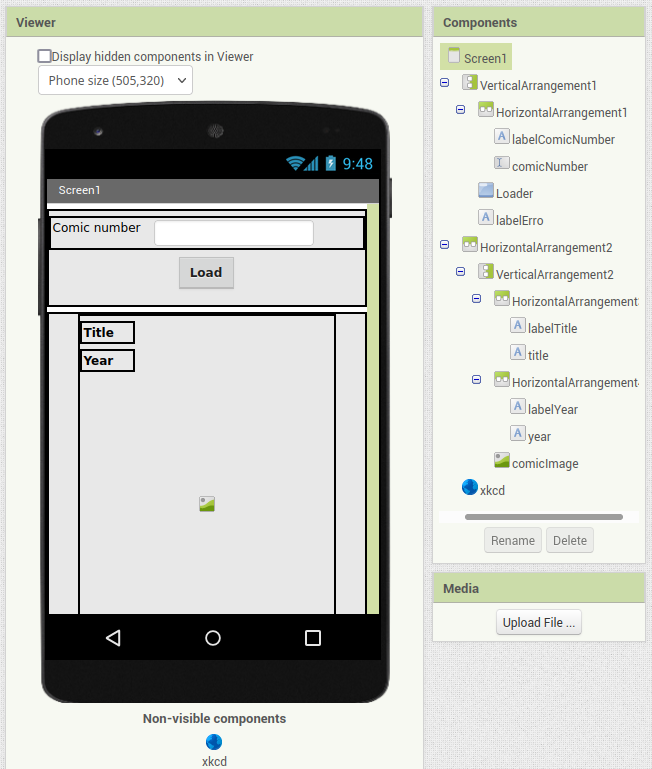 Viewer
Display hidden components in Viewer
Phone size (505,320)
9:48
Screen1
Comic number
Load
Title
Year
Non-visible components
xkcd
Components
Screen1
VerticalArrangement1
HorizontalArrangement1
labelComicNumber
comicNumber
Loader
labelErro
HorizontalArrangement2
VerticalArrangement2
HorizontalArrangement
labelTitle
title
HorizontalArrangement
labelYear
year
comicImage
xkcd
Rename Delete
Media
Upload File ...